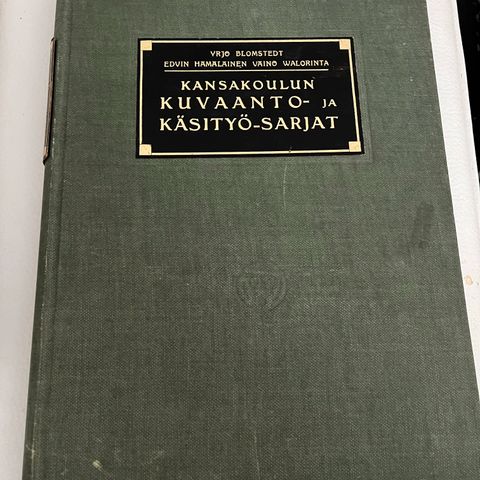 YRJÖ BLOMSTEDT
EDVIN HÄMÄLÄINEN VÄINÖ WALORINTA
KANSAKOULUN
KUVAANTO- JA
KÄSITYÖ-SARJAT